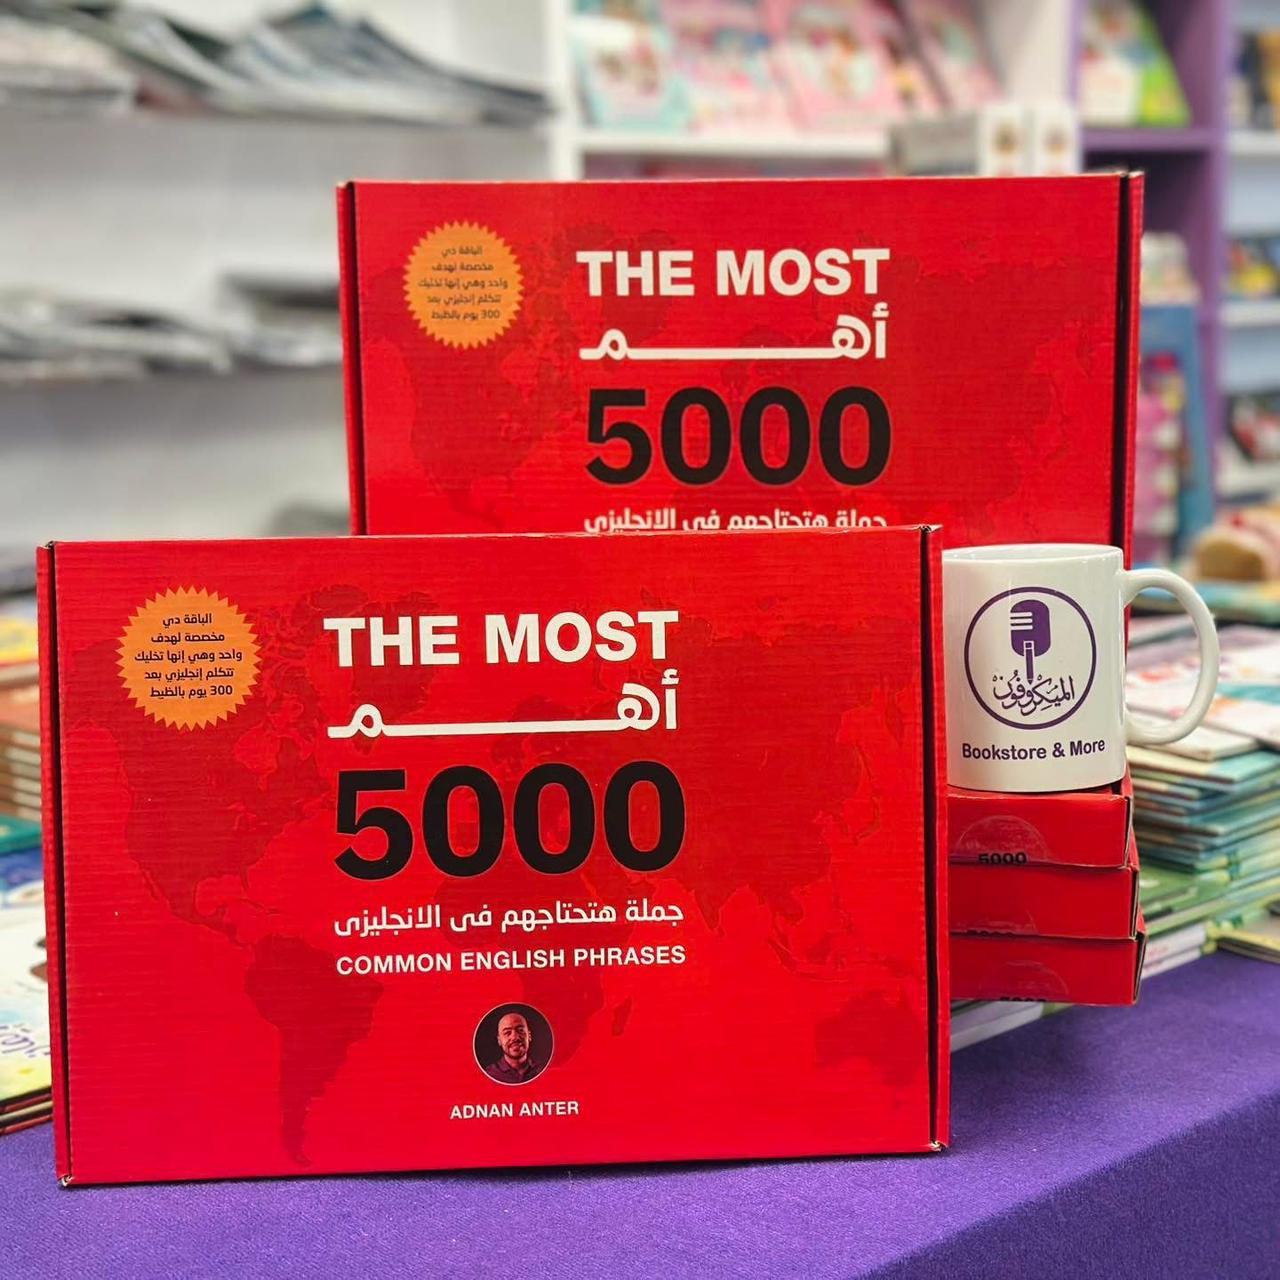 الباقة دي
مخصصة لهدف
واحد وهي إنها تخليك
تتكلم إنجليزي بعد
300 يوم بالظبط
THE MOST
أهم
5000
جملة هتحتاجهم فى الانجليزى
الباقة دي
مخصصة لهدف
واحد وهي إنها تخليك
تتكلم إنجليزي بعد
300 يوم بالظبط
THE MOST
أهم
5000
جملة هتحتاجهم فى الانجليزى
COMMON ENGLISH PHRASES
ADNAN ANTER
الميكروفون
Bookstore & More
5000